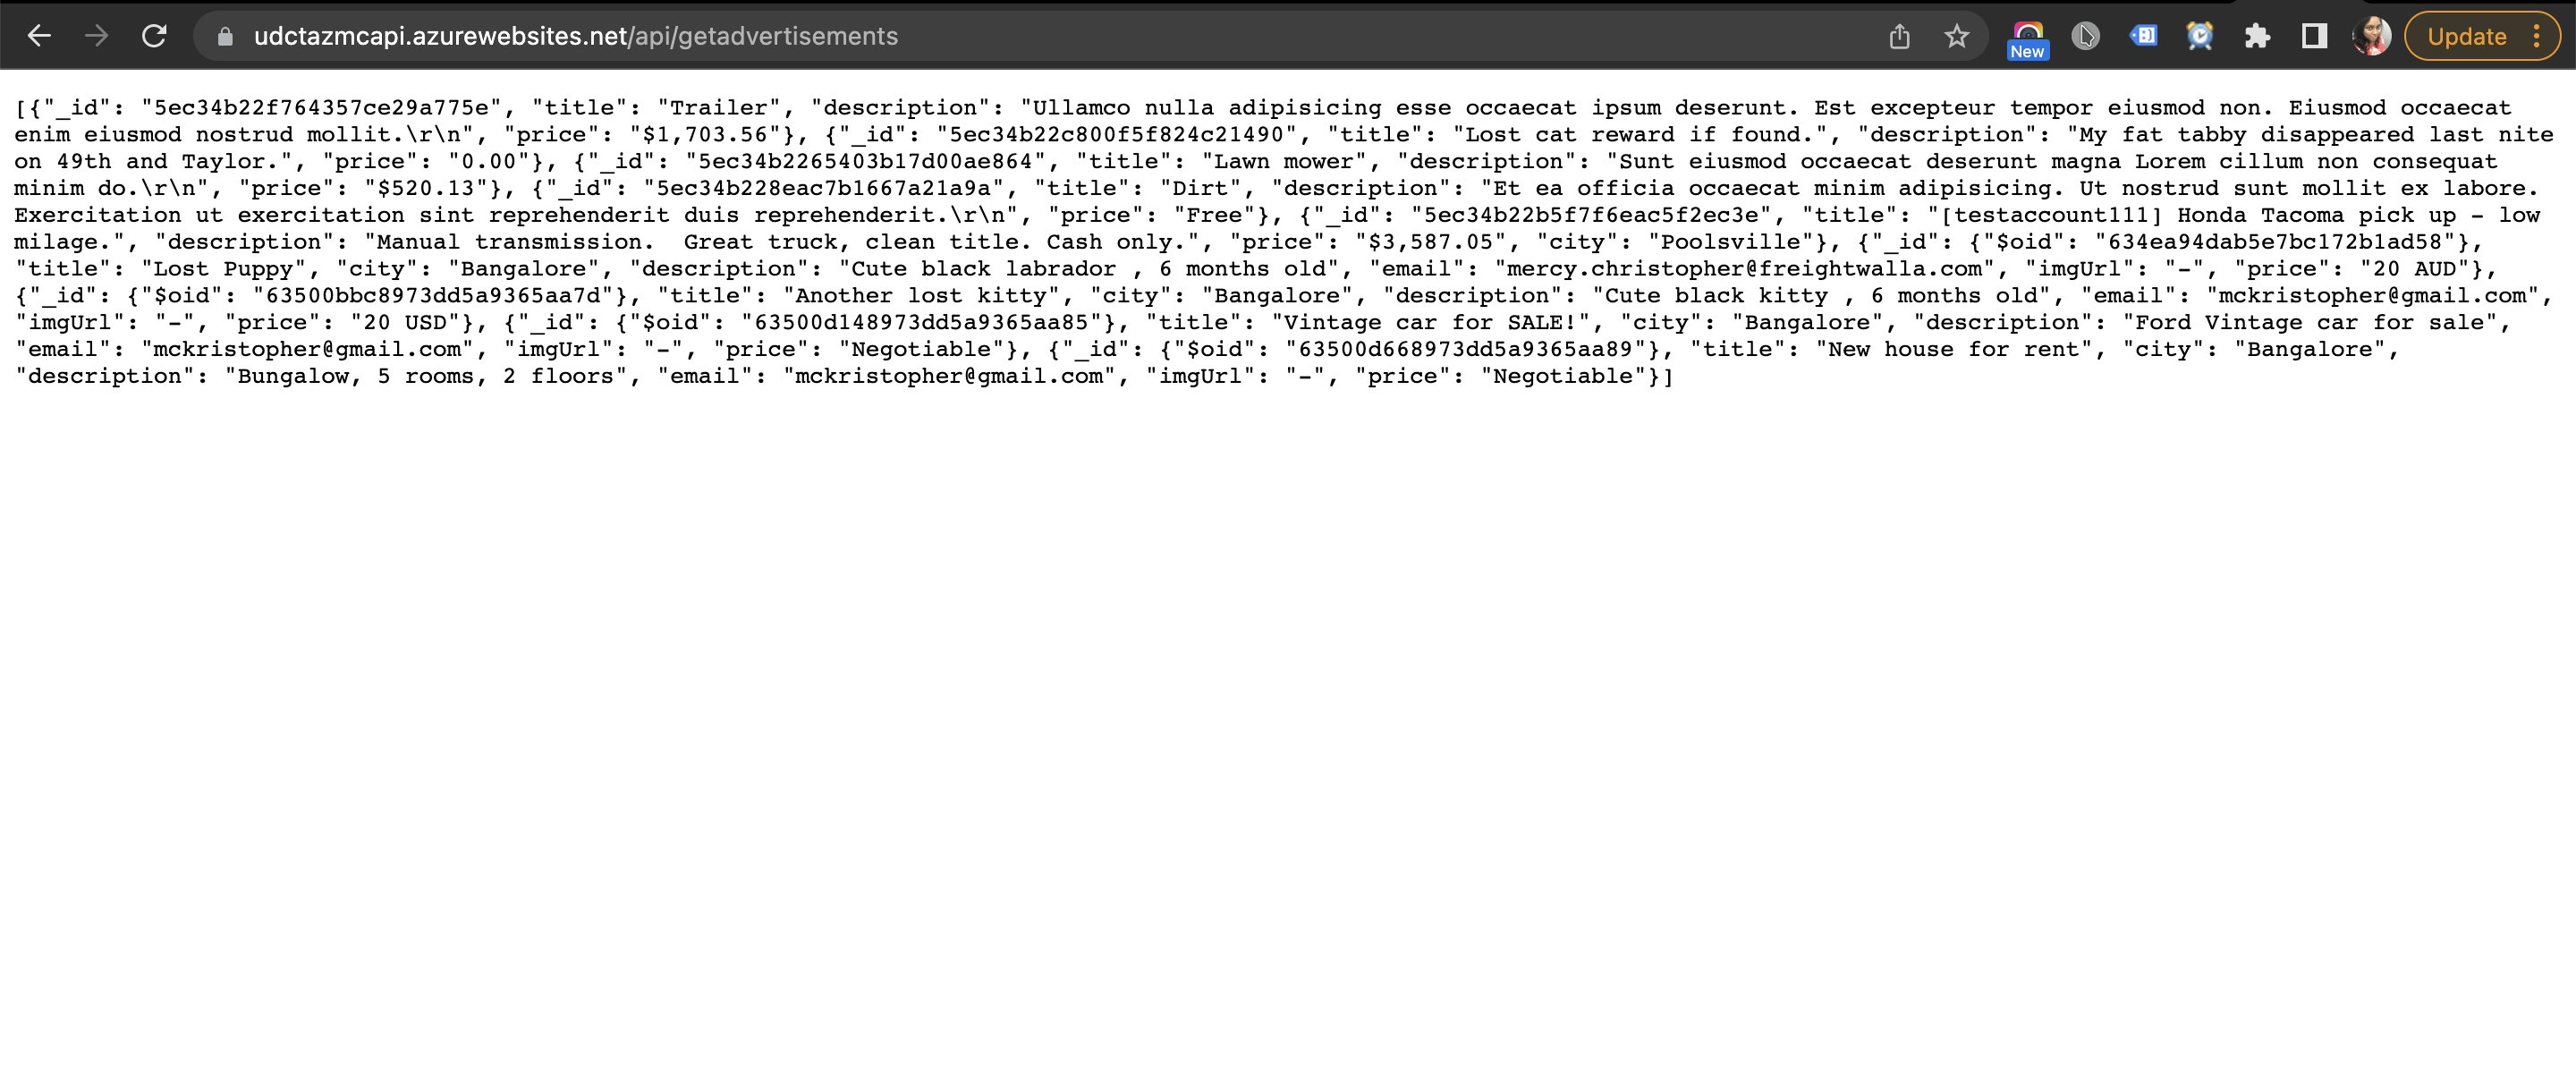 udctazmcapi.azurewebsites.net/api/getadvertisements
New
Update
[{"_id": "5ec34b22f764357ce29a775e", "title": "Trailer", "description": "Ullamco nulla adipisicing esse occaecat ipsum deserunt. Est excepteur tempor eiusmod non. Eiusmod occaecat
enim eiusmod nostrud mollit.\r\n", "price": "$1,703.56"}, {"_id": "5ec34b22c800f5f824c21490", "title": "Lost cat reward if found.", "description": "My fat tabby disappeared last nite
on 49th and Taylor.", "price": "0.00"}, {"_id": "5ec34b2265403b17d00ae864", "title": "Lawn mower", "description": "Sunt eiusmod occaecat deserunt magna Lorem cillum non consequat
minim do.\r\n", "price": "$520.13"}, {"_id": "5ec34b228eac7b1667a21a9a", "title": "Dirt", "description": "Et ea officia occaecat minim adipisicing. Ut nostrud sunt mollit ex labore.
Exercitation ut exercitation sint reprehenderit duis reprehenderit.\r\n", "price": "Free"}, {"_id": "5ec34b22b5f7f6eac5f2ec3e", "title": "[testaccount111] Honda Tacoma pick up - low
milage.", "description": "Manual transmission.  Great truck, clean title. Cash only.", "price": "$3,587.05", "city": "Poolsville"}, {"_id": {"$oid": "634ea94dab5e7bc172b1ad58"},
"title": "Lost Puppy", "city": "Bangalore", "description": "Cute black labrador , 6 months old", "email": "mercy.christopher@freightwalla.com", "imgUrl": "-", "price": "20 AUD"},
{"_id": {"$oid": "63500bbc8973dd5a9365aa7d"}, "title": "Another lost kitty", "city": "Bangalore", "description": "Cute black kitty , 6 months old", "email": "mckristopher@gmail.com",
"imgUrl": "-", "price": "20 USD"}, {"_id": {"$oid": "63500d148973dd5a9365aa85"}, "title": "Vintage car for SALE!", "city": "Bangalore", "description": "Ford Vintage car for sale",
"email": "mckristopher@gmail.com", "imgUrl": "-", "price": "Negotiable"}, {"_id": {"$oid": "63500d668973dd5a9365aa89"}, "title": "New house for rent", "city": "Bangalore",
"description": "Bungalow, 5 rooms, 2 floors", "email": "mckristopher@gmail.com", "imgUrl": "-", "price": "Negotiable"}]